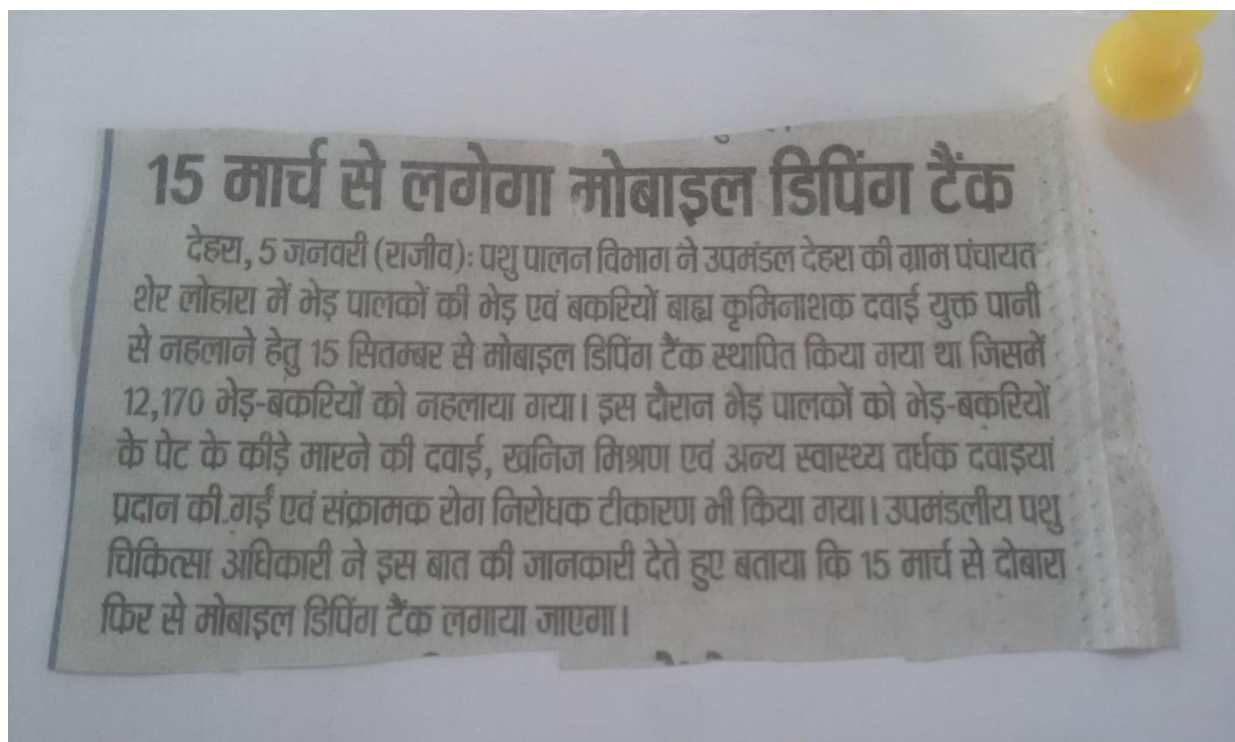 15 मार्च से लगेगा मोबाइल डिपिंग टैंक
देहरा, 5 जनवरी (राजीव): पशु पालन विभाग ने उपमंडल देहरा की ग्राम पंचायत
शेर लोहारा में भेड़ पालकों की भेड़ एवं बकरियों बाह्य कृमिनाशक दवाई युक्त पानी
से नहलाने हेतु 15 सितम्बर से मोबाइल डिपिंग टैंक स्थापित किया गया था जिसमें
12,170 भेड़-बकरियों को नहलाया गया। इस दौरान भेड़ पालकों को भेड़-बकरियों
के पेट के कीड़े मारने की दवाई, खनिज मिश्रण एवं अन्य स्वास्थ्य वर्धक दवाइयां
प्रदान की गईं एवं संक्रामक रोग निरोधक टीकारण भी किया गया। उपमंडलीय पशु
चिकित्सा अधिकारी ने इस बात की जानकारी देते हुए बताया कि 15 मार्च से दोबारा
फिर से मोबाइल डिपिंग टैंक लगाया जाएगा।